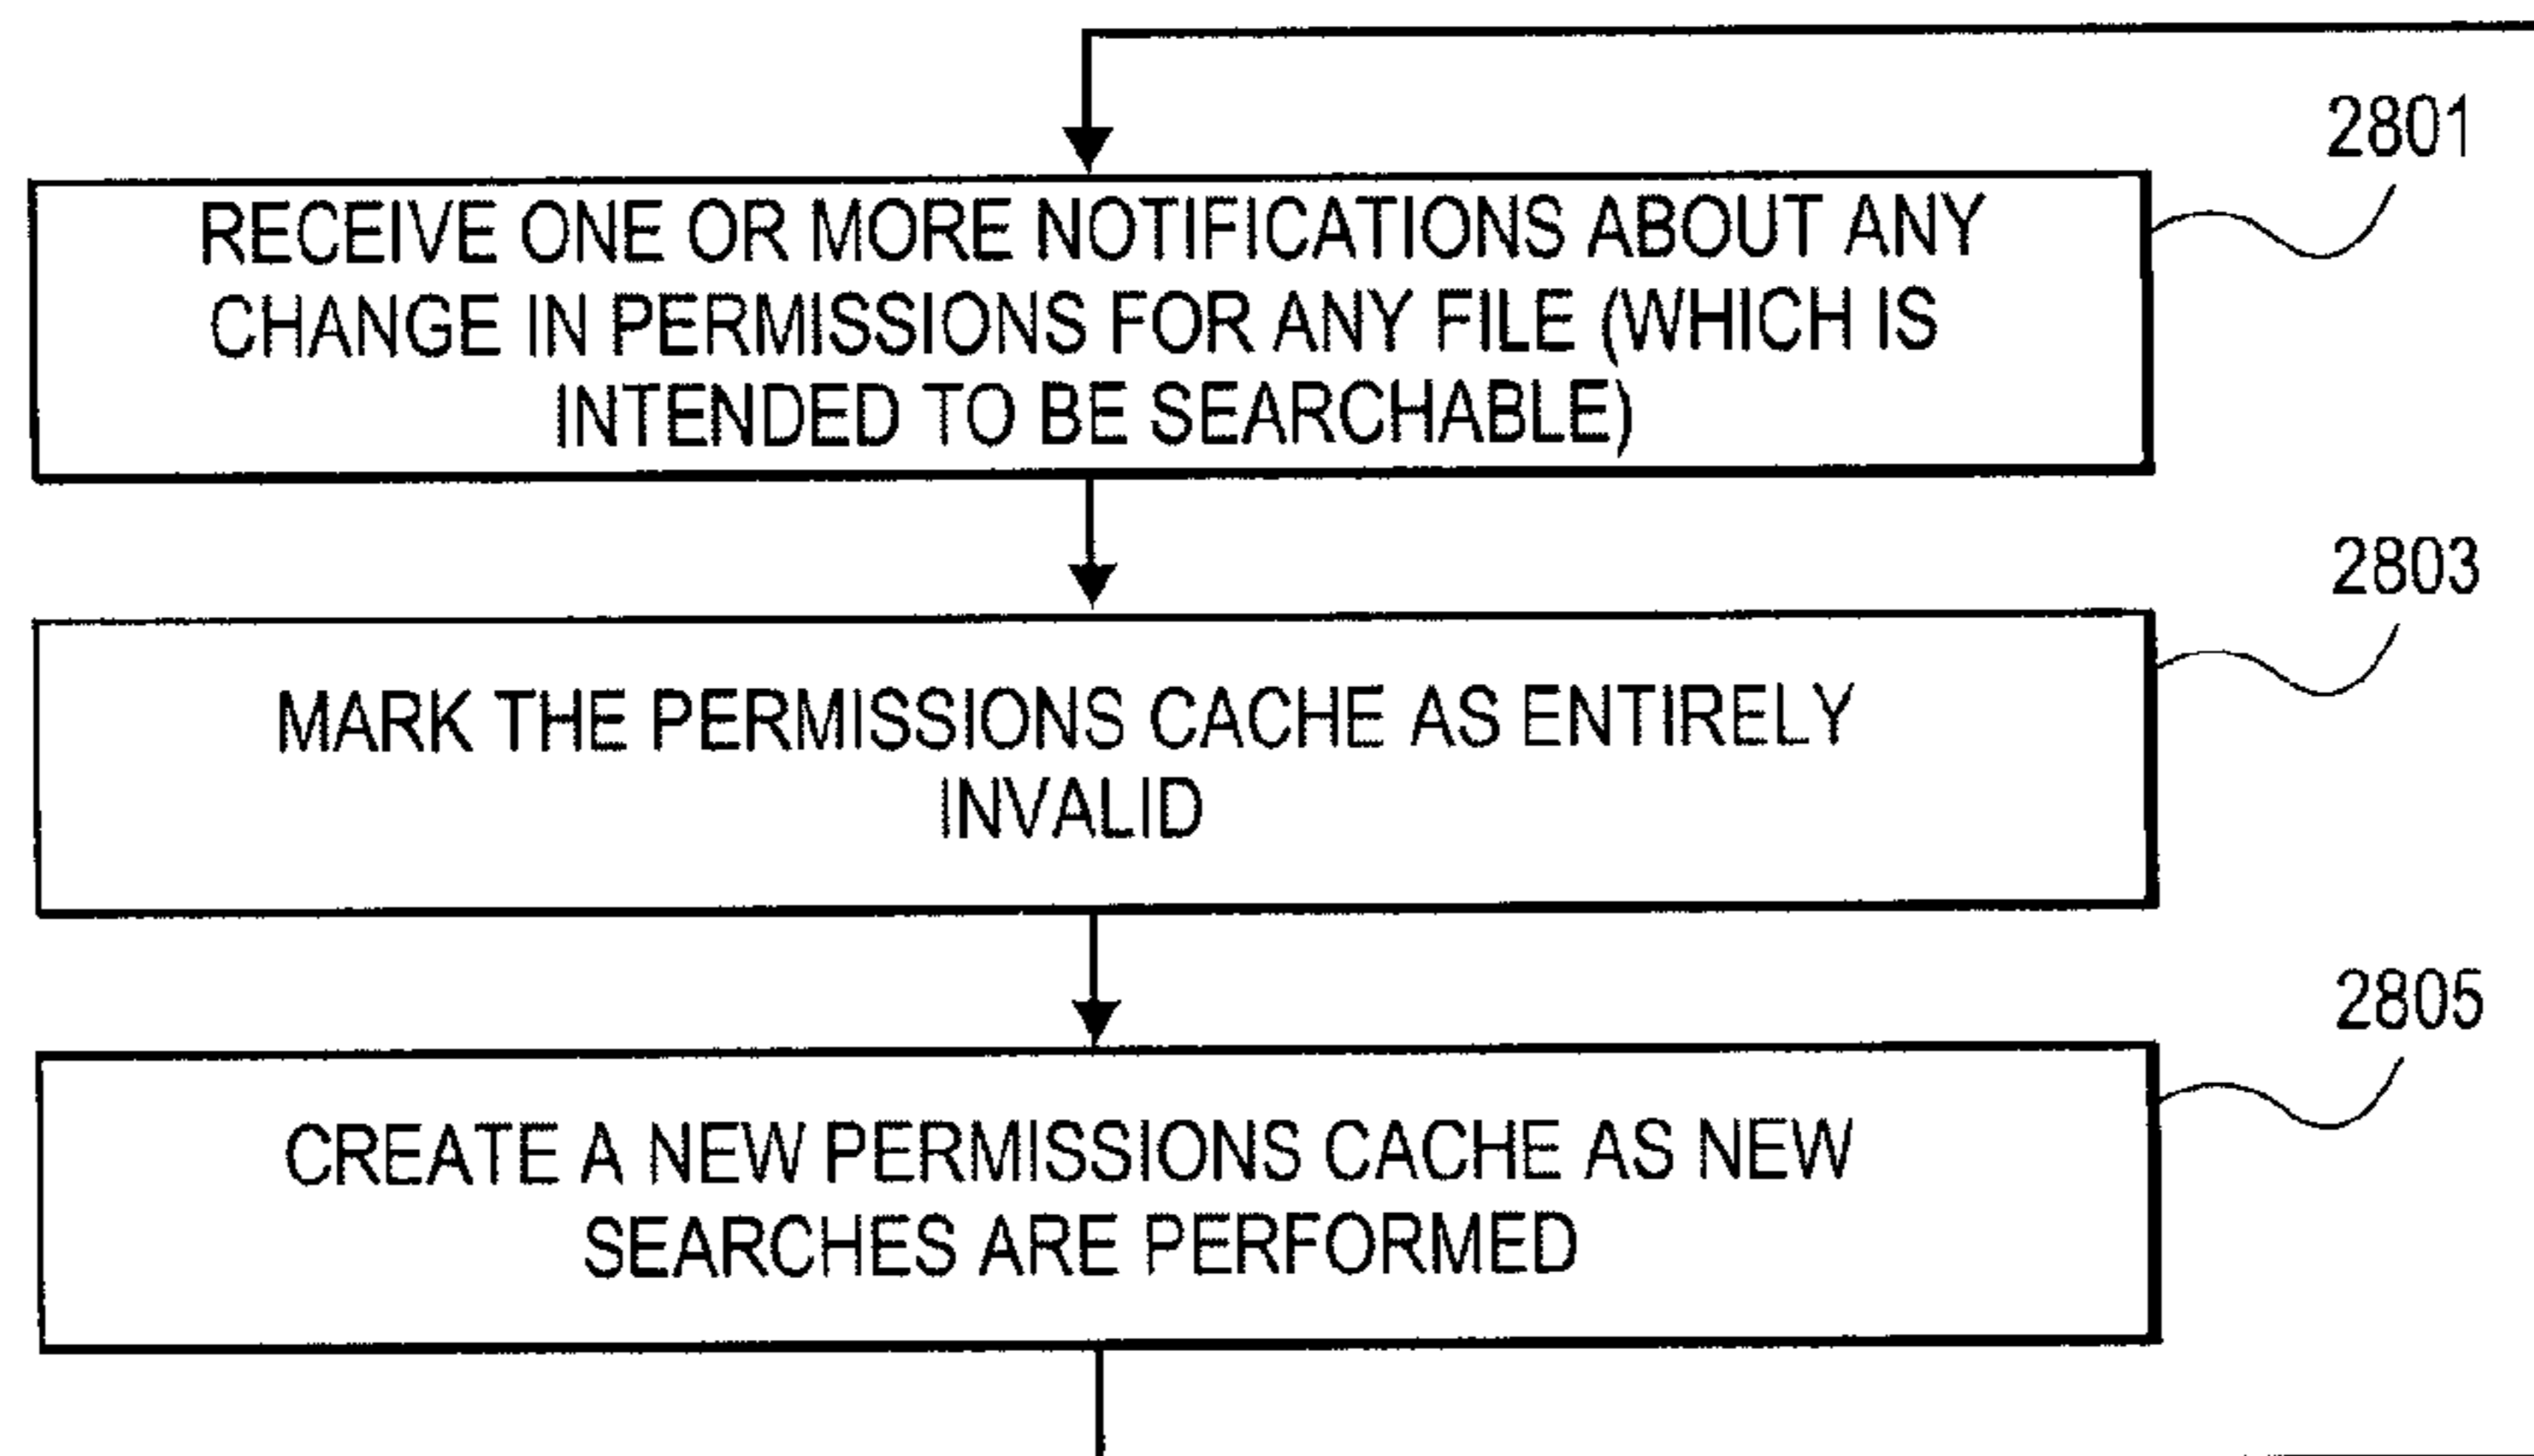 2801
RECEIVE ONE OR MORE NOTIFICATIONS ABOUT ANY
CHANGE IN PERMISSIONS FOR ANY FILE (WHICH IS
INTENDED TO BE SEARCHABLE)
2803
MARK THE PERMISSIONS CACHE AS ENTIRELY
INVALID
2805
CREATE A NEW PERMISSIONS CACHE AS NEW
SEARCHES ARE PERFORMED